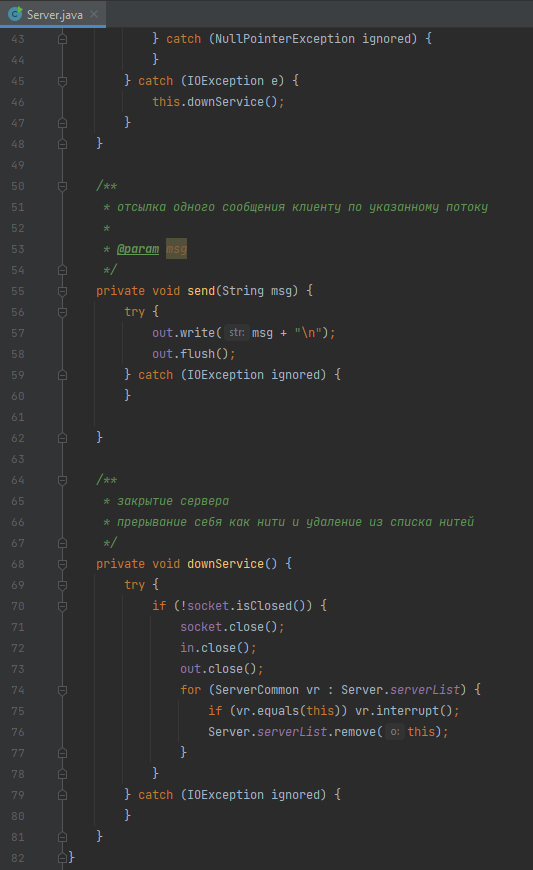 Server.java
43 } catch (NullPointerException ignored) {
44 }
45 } catch (IOException e) {
46 this.downService();
47 }
48 }
49
50 /**
51 * отсылка одного сообщения клиенту по указанному потоку
52 *
53 * @param msg
54 */
55 private void send(String msg) {
56 try {
57 out.write( str: msg + "\n");
58 out.flush();
59 } catch (IOException ignored) {
60 }
61
62 }
63
64 /**
65 * закрытие сервера
66 * прерывание себя как нити и удаление из списка нитей
67 */
68 private void downService() {
69 try {
70 if (!socket.isClosed()) {
71 socket.close();
72 in.close();
73 out.close();
74 for (ServerCommon vr : Server.serverList) {
75 if (vr.equals(this)) vr.interrupt();
76 Server.serverList.remove( o: this);
77 }
78 }
79 } catch (IOException ignored) {
80 }
81 }
82 }